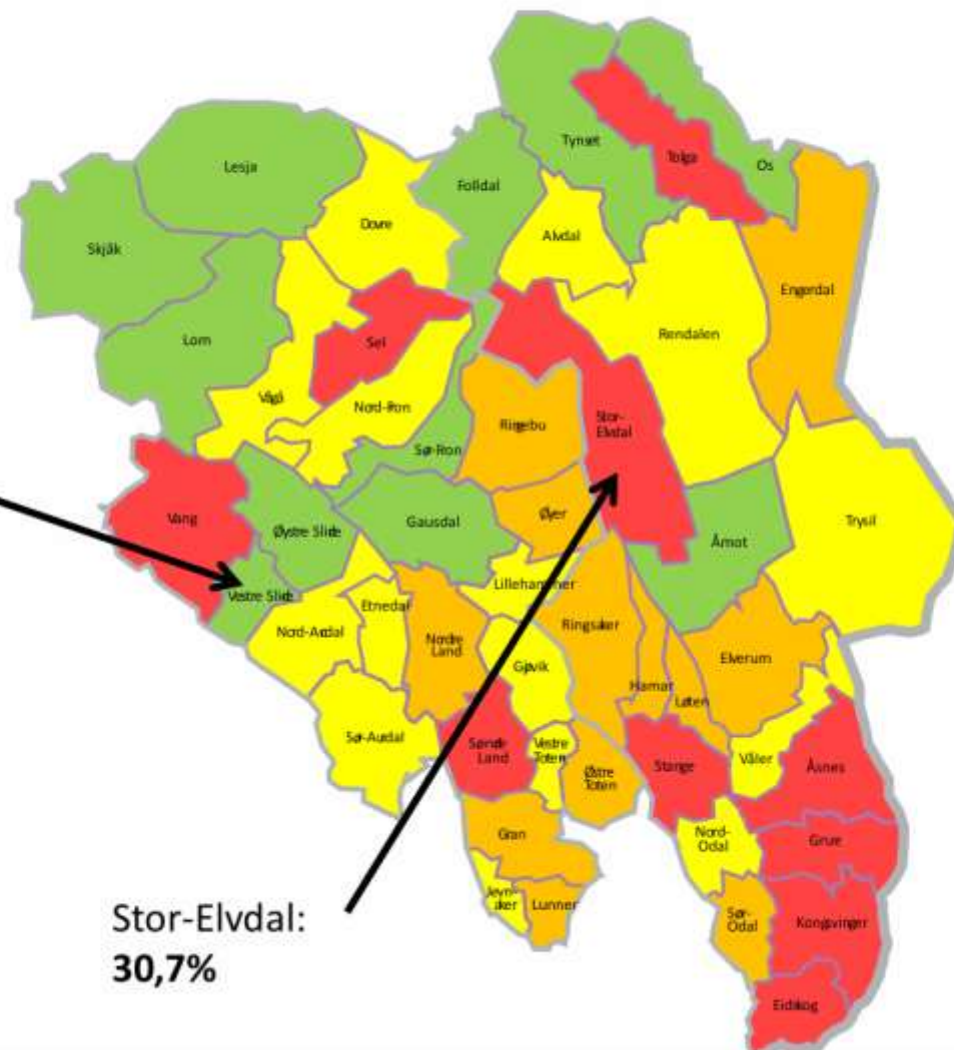 Tynset
Tolga
Os
Lesja
Folldal
Dovre
Alvdal
Skjåk
Engerdal
Rendalen
Lom
Sel
Vågå
Nord-Fron
Stor-
Elvdal
Ringebu
Sør-Fron
Vang
Øyer
Gausdal
Trysil
Øystre Slidre
Åmot
Lillehammer
Vestre Slidre
Etnedal
Ringsaker
Nord-Aurdal
Nordre
Land
Elverum
Gjøvik
Hamar
Løten
Sør-Aurdal
Søndre
Land
Vestre
Toten
Våler
Stange
Åsnes
Østre
Toten
Gran
Nord-
Odal
Grue
Jevn-
aker
Lunner
Sør-
Odal
Kongsvinger
Stor-Elvdal:
30,7%
Eidskog